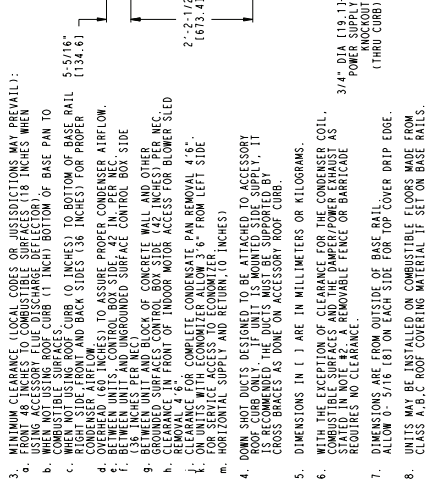 3. MINIMUM CLEARANCE (LOCAL CODES OR JUSISDICTIONS MAY PREVAIL):
a. FRONT 48 INCHES TO COMBUSTIBLE SURFACES (18 INCHES WHEN
USING ACCESSORY FLUE DISCHARGE DEFLECTOR).
b. WHEN NOT USING ROOF CURB (1 INCH) BOTTOM OF BASE PAN TO
COMBUSTIBLE SURFACES.
c. WHEN NOT USING ROOF CURB (0 INCHES) TO BOTTOM OF BASE RAIL
RIGHT SIDE,FRONT AND BACK SIDES (36 INCHES) FOR PROPER
CONDENSER AIRFLOW.
d. OVERHEAD (60 INCHES) TO ASSURE PROPER CONDENSER AIRFLOW.
e. BETWEEN UNITS, CONTROL BOX SIDE, 42 IN. PER NEC.
f. BETWEEN UNIT AND UNGROUNDED SURFACE CONTROL BOX SIDE
(36 INCHES PER NEC)
g. BETWEEN UNIT AND BLOCK OF CONCRETE WALL AND OTHER
GROUNDED SURFACES CONTROL BOX SIDE (42 INCHES) PER NEC.
h. CLEARANCE IN FRONT OF INDOOR MOTOR ACCESS FOR BLOWER SLED
REMOVAL 4'6".
j. CLEARANCE FOR COMPLETE CONDENSATE PAN REMOVAL 4'6".
k. ON UNITS WITH ECONOMIZER ALLOW 3'6" FROM LEFT SIDE
FOR SERVICE ACCESS TO ECONOMIZER.
m. HORIZONTAL SUPPLY AND RETURN,(0 INCHES)
4. DOWN SHOT DUCTS DESIGNED TO BE ATTACHED TO ACCESSORY
ROOF CURB ONLY. IF UNIT IS MOUNTED SIDE SUPPLY, IT
IS RECOMMENDED THE DUCTS MUST BE SUPPORTED BY
CROSS BRACES AS DONE ON ACCESSORY ROOF CURB.
5. DIMENSIONS IN [ ] ARE IN MILLIMETERS OR KILOGRAMS.
6. WITH THE EXCEPTION OF CLEARANCE FOR THE CONDENSER COIL,
COMBUSTIBLE SURFACES AND THE DAMPER/POWER EXHAUST AS
STATED IN NOTE #2. A REMOVABLE FENCE OR BARRICADE
REQUIRES NO CLEARANCE.
7. DIMENSIONS ARE FROM OUTSIDE OF BASE RAIL.
ALLOW 0- 5/16 [8] ON EACH SIDE FOR TOP COVER DRIP EDGE.
8. UNITS MAY BE INSTALLED ON COMBUSTIBLE FLOORS MADE FROM
CLASS A,B,C ROOF COVERING MATERIAL IF SET ON BASE RAILS.
5-5/16"
[134.6]
2'-2-1/2
[673.4]
3/4" DIA [19.1]
POWER SUPPLY
KNOCKOUT
(THRU CURB)